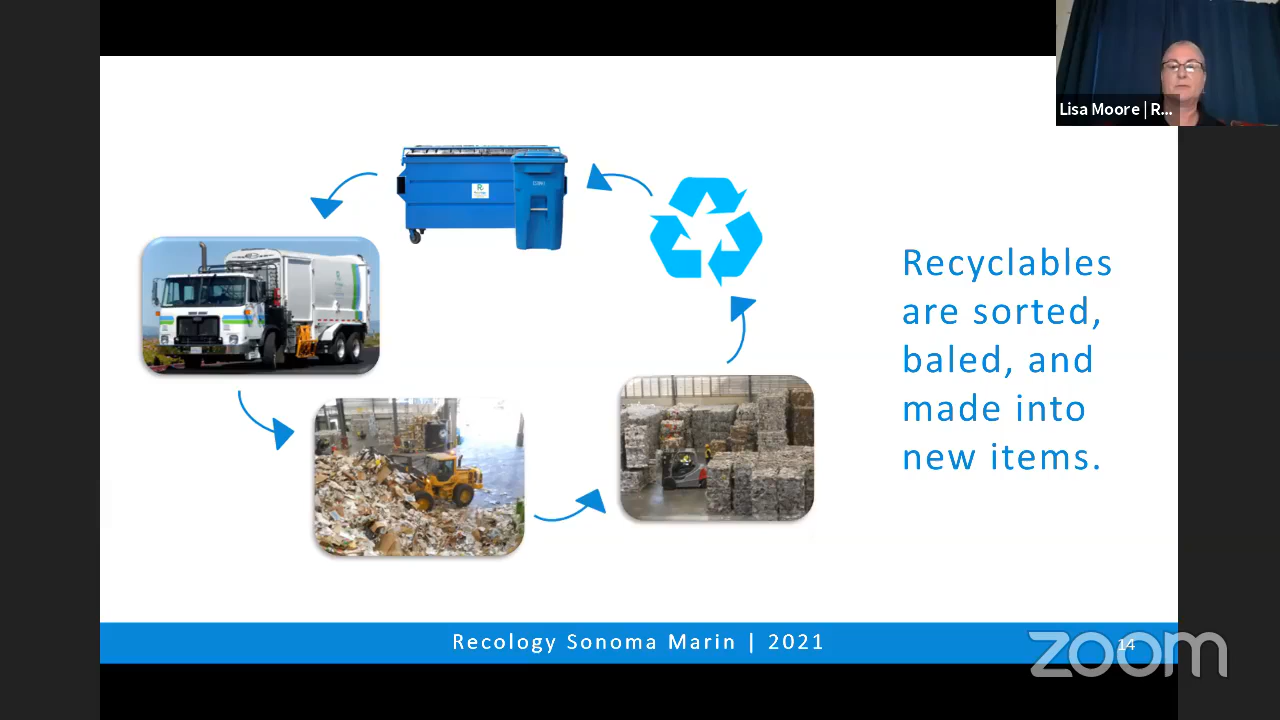 Lisa Moore | R...
Recyclables
are sorted,
baled, and
made into
new items.
Recology Sonoma Marin | 2021
14
zoom